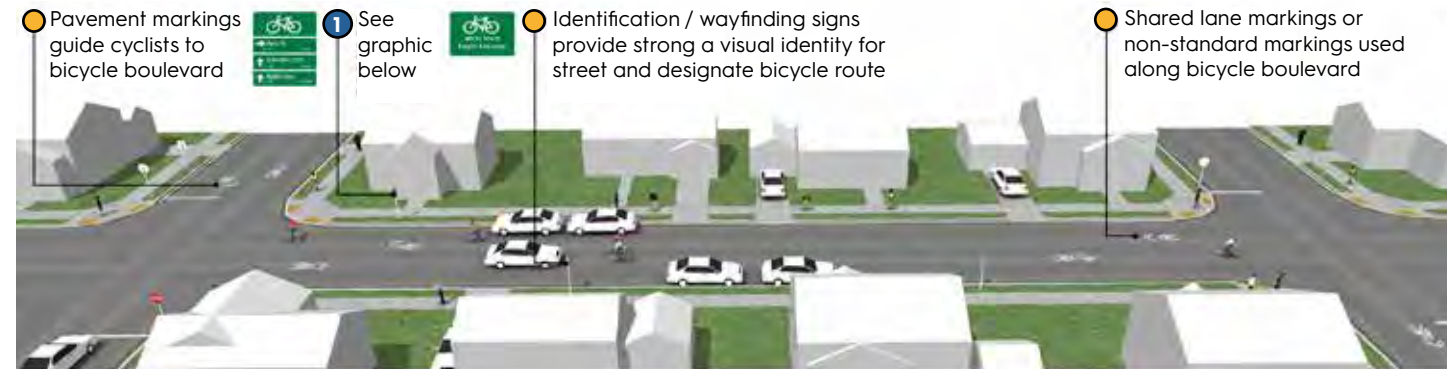 Pavement markings
guide cyclists to
bicycle boulevard
1
See
graphic
below
Identification / wayfinding signs
provide strong a visual identity for
street and designate bicycle route
Shared lane markings or
non-standard markings used
along bicycle boulevard